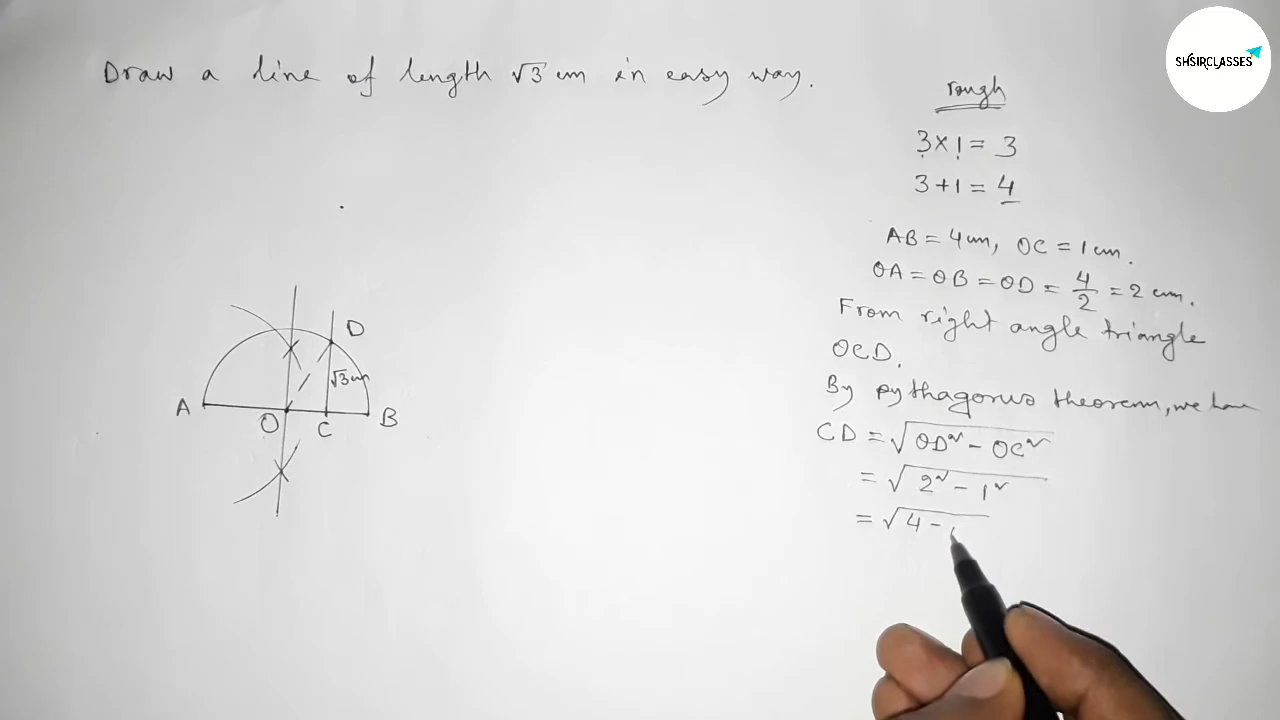 Draw a line of length √3 cm in easy way.
SHSIRCLASSES
rough
3×1=3
3+1=4
AB=4cm, OC=1cm.
OA=OB=OD=4/2=2cm.
From right angle triangle
OCD.
By pythagorus theorem, we have
CD=√OD²-OC²
=√2²-1²
=√4-
D
√3cm
A
O
C
B